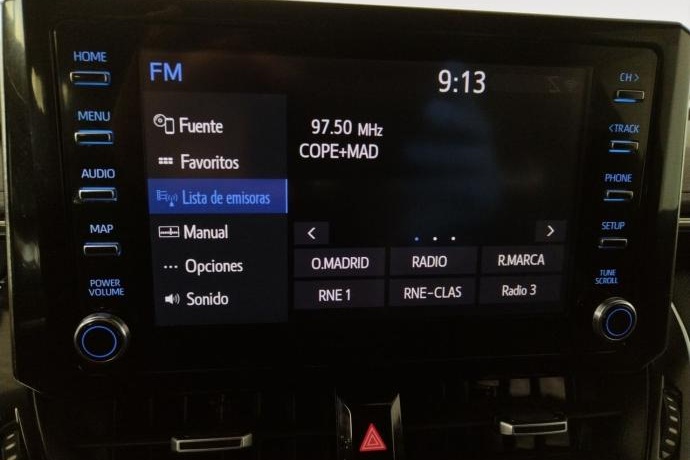 HOME
MENU
AUDIO
MAP
POWER
VOLUME
FM
9:13
Fuente
Favoritos
Lista de emisoras
Manual
Opciones
Sonido
97.50 MHz
COPE+MAD
<
>
O.MADRID
RADIO
R.MARCA
RNE 1
RNE-CLAS
Radio 3
CH >
< TRACK
PHONE
SETUP
TUNE
SCROLL